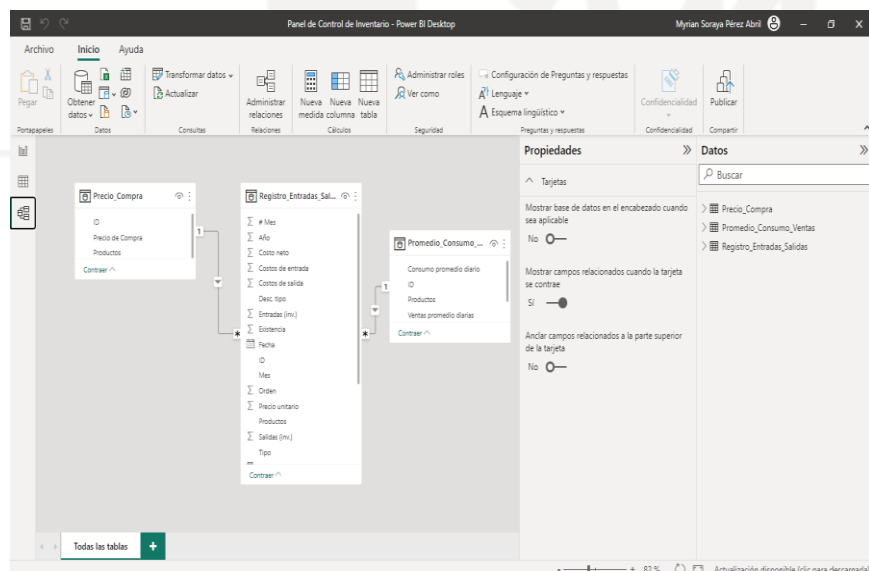 Panel de Control de Inventario - Power BI Desktop
Myrian Soraya Pérez Abril
Archivo Inicio Ayuda
Pegar
Obtener datos
Transformar datos
Actualizar
Administrar relaciones
Nueva medida
Nueva columna
Nueva tabla
Administrar roles
Ver como
Configuración de Preguntas y respuestas
Lenguaje
Esquema lingüístico
Confidencialidad
Publicar
Portapapeles Datos Consultas Relaciones Cálculos Seguridad Preguntas y respuestas Confidencialidad Compartir
Precio_Compra
ID
Precio de Compra
Productos
Contraer
1
*
Registro_Entradas_Sal...
# Mes
Año
Costo neto
Costos de entrada
Costos de salida
Desc. tipo
Entradas (inv.)
Existencia
Fecha
ID
Mes
Orden
Precio unitario
Productos
Salidas (inv.)
Tipo
Contraer
*
1
Promedio_Consumo_...
Consumo promedio diario
ID
Productos
Ventas promedio diarias
Contraer
Propiedades
Tarjetas
Mostrar base de datos en el encabezado cuando
sea aplicable
No
Mostrar campos relacionados cuando la tarjeta
se contrae
Sí
Anclar campos relacionados a la parte superior
de la tarjeta
No
Datos
Buscar
Precio_Compra
Promedio_Consumo_Ventas
Registro_Entradas_Salidas
Todas las tablas +
- + 82 % Actualización disponible (clic para descargarla)